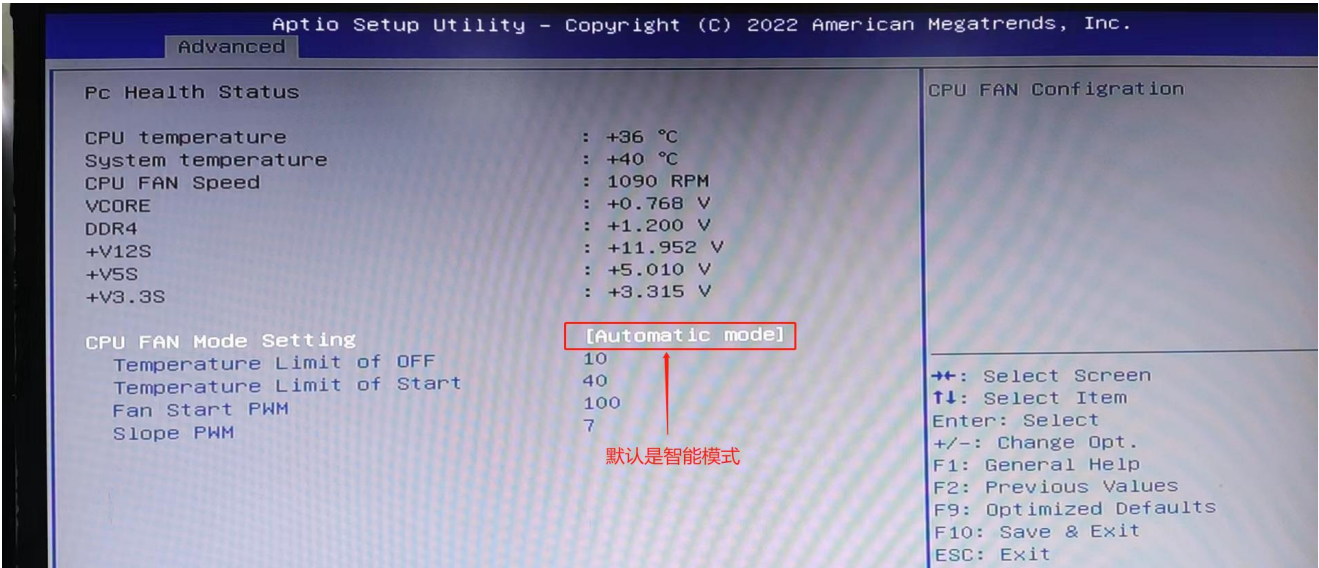 Aptio Setup Utility – Copyright (C) 2022 American Megatrends, Inc.
Advanced
Pc Health Status
CPU temperature : +36 °C
System temperature : +40 °C
CPU FAN Speed : 1090 RPM
VCORE : +0.768 V
DDR4 : +1.200 V
+V12S : +11.952 V
+V5S : +5.010 V
+V3.3S : +3.315 V
CPU FAN Mode Setting [Automatic mode]
Temperature Limit of OFF 10
Temperature Limit of Start 40
Fan Start PWM 100
Slope PWM 7
默认是智能模式
CPU FAN Configration
→←: Select Screen
↑↓: Select Item
Enter: Select
+/-: Change Opt.
F1: General Help
F2: Previous Values
F9: Optimized Defaults
F10: Save & Exit
ESC: Exit